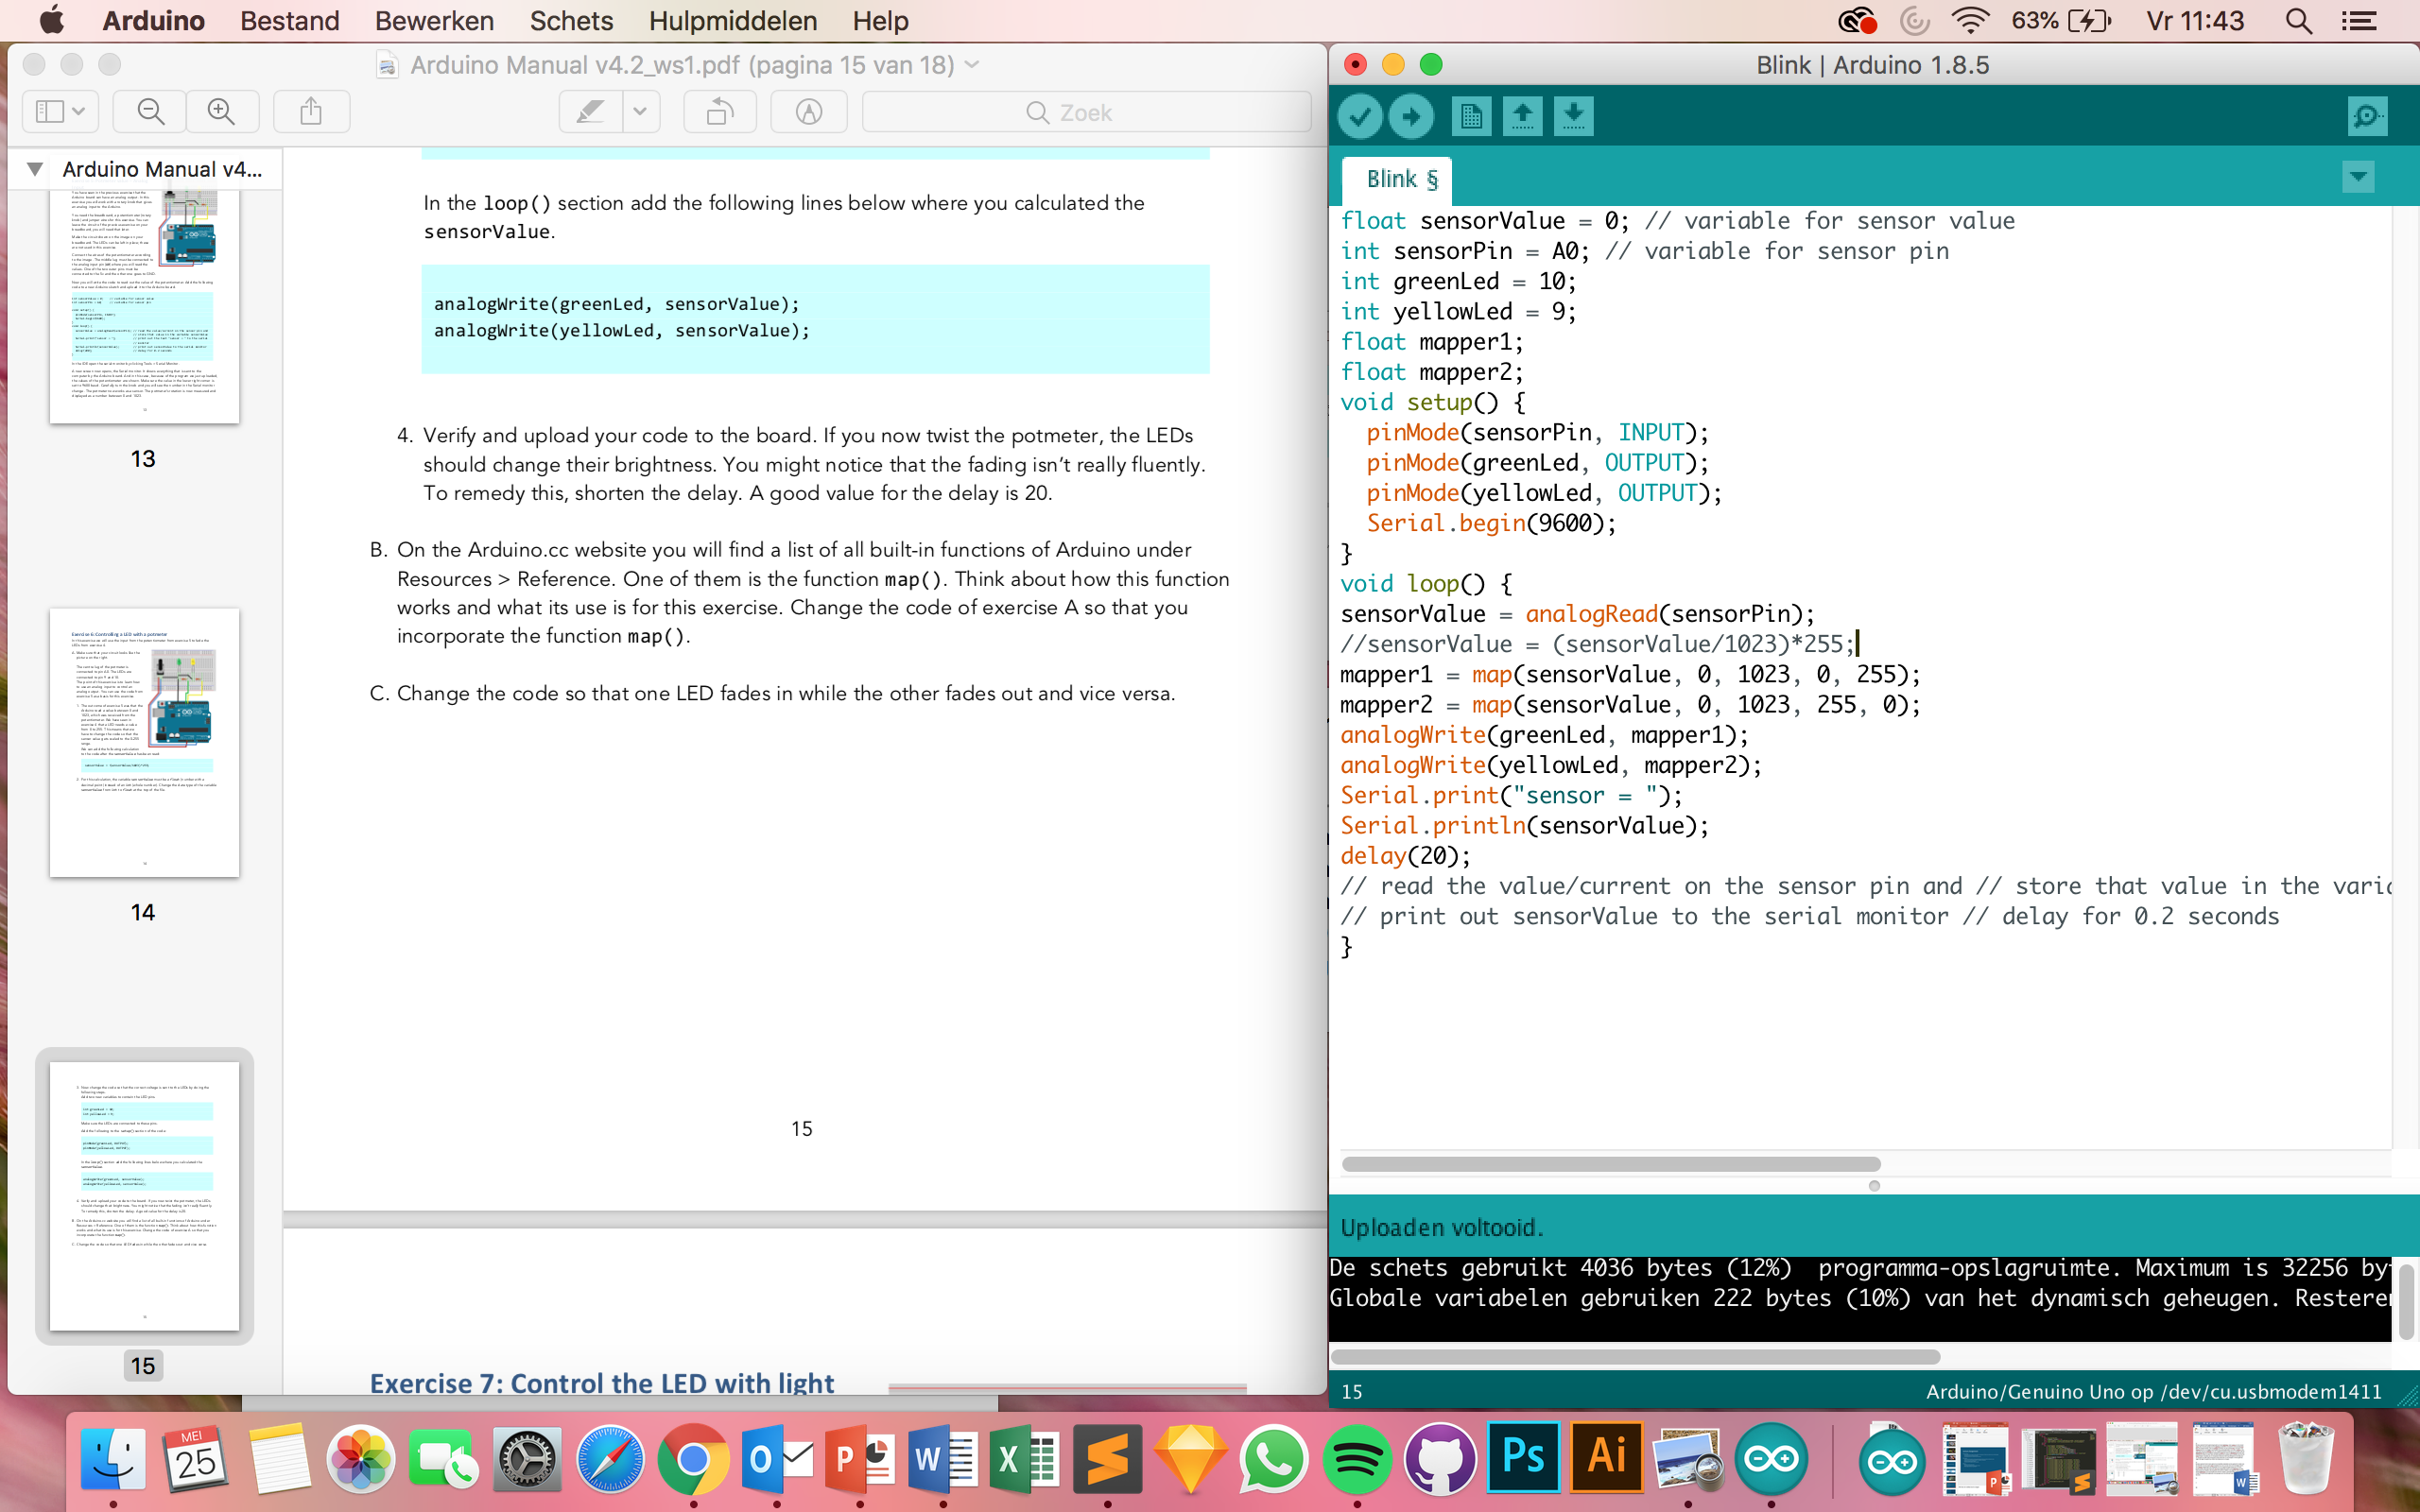 Arduino Bestand Bewerken Schets Hulpmiddelen Help 63% Vr 11:43
Arduino Manual v4.2_ws1.pdf (pagina 15 van 18)
Zoek
Arduino Manual v4...
13
14
15
In the loop() section add the following lines below where you calculated the
sensorValue.
analogWrite(greenLed, sensorValue);
analogWrite(yellowLed, sensorValue);
4. Verify and upload your code to the board. If you now twist the potmeter, the LEDs
should change their brightness. You might notice that the fading isn't really fluently.
To remedy this, shorten the delay. A good value for the delay is 20.
B. On the Arduino.cc website you will find a list of all built-in functions of Arduino under
Resources > Reference. One of them is the function map(). Think about how this function
works and what its use is for this exercise. Change the code of exercise A so that you
incorporate the function map().
C. Change the code so that one LED fades in while the other fades out and vice versa.
15
Exercise 7: Control the LED with light
Blink | Arduino 1.8.5
Blink §
float sensorValue = 0; // variable for sensor value
int sensorPin = A0; // variable for sensor pin
int greenLed = 10;
int yellowLed = 9;
float mapper1;
float mapper2;
void setup() {
pinMode(sensorPin, INPUT);
pinMode(greenLed, OUTPUT);
pinMode(yellowLed, OUTPUT);
Serial.begin(9600);
}
void loop() {
sensorValue = analogRead(sensorPin);
//sensorValue = (sensorValue/1023)*255;
mapper1 = map(sensorValue, 0, 1023, 0, 255);
mapper2 = map(sensorValue, 0, 1023, 255, 0);
analogWrite(greenLed, mapper1);
analogWrite(yellowLed, mapper2);
Serial.print("sensor = ");
Serial.println(sensorValue);
delay(20);
// read the value/current on the sensor pin and // store that value in the varia
// print out sensorValue to the serial monitor // delay for 0.2 seconds
}
Uploaden voltooid.
De schets gebruikt 4036 bytes (12%) programma-opslagruimte. Maximum is 32256 by
Globale variabelen gebruiken 222 bytes (10%) van het dynamisch geheugen. Restere
15 Arduino/Genuino Uno op /dev/cu.usbmodem1411
MEI
25
Ps
Ai